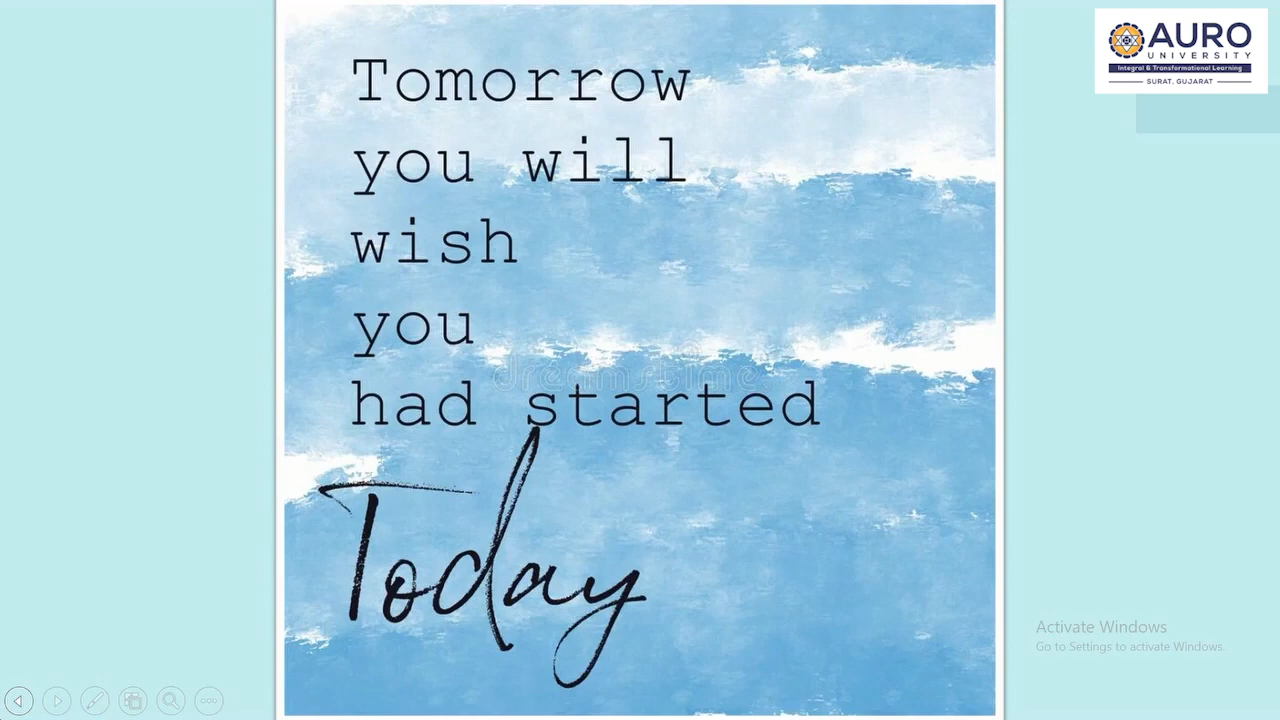 Tomorrow
you will
wish
you
had started
Today
dreamstime
AURO
UNIVERSITY
Integral & Transformational Learning
SURAT, GUJARAT
Activate Windows
Go to Settings to activate Windows.